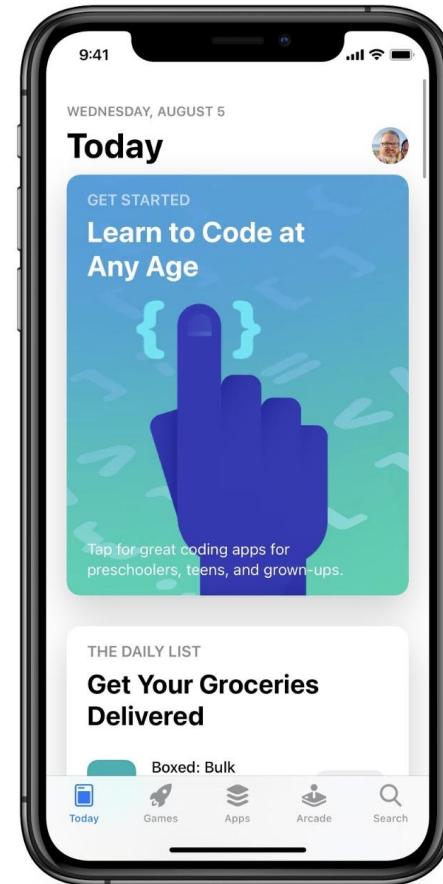 9:41
WEDNESDAY, AUGUST 5
Today
GET STARTED
Learn to Code at
Any Age
{ }
Tap for great coding apps for
preschoolers, teens, and grown-ups.
THE DAILY LIST
Get Your Groceries
Delivered
Boxed: Bulk
Today
Games
Apps
Arcade
Search